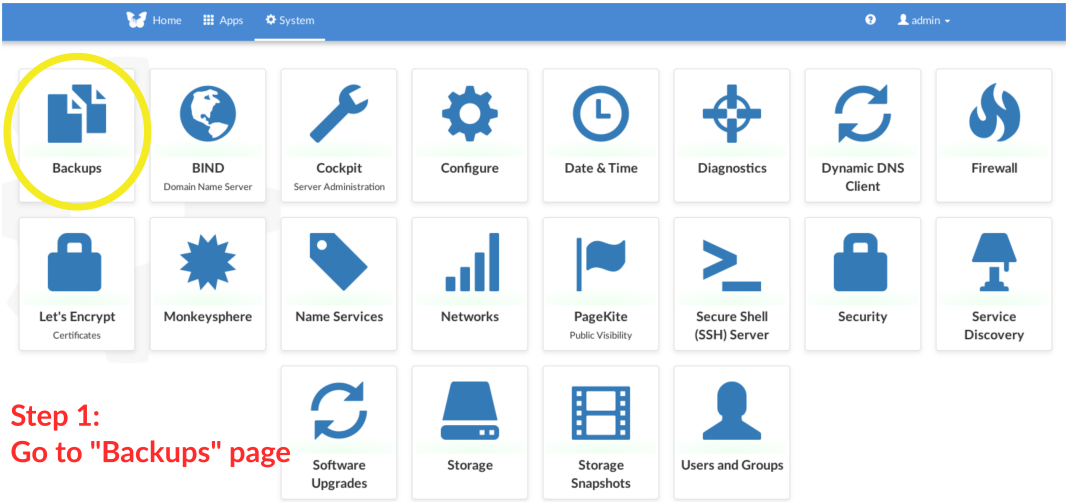 Home Apps System admin
Backups BIND Cockpit Configure Date & Time Diagnostics Dynamic DNS Firewall
Domain Name Server Server Administration Client
Let's Encrypt Monkeysphere Name Services Networks PageKite Secure Shell Security Service
Certificates Public Visibility (SSH) Server Discovery
Step 1:
Go to "Backups" page
Software Storage Storage Users and Groups
Upgrades Snapshots